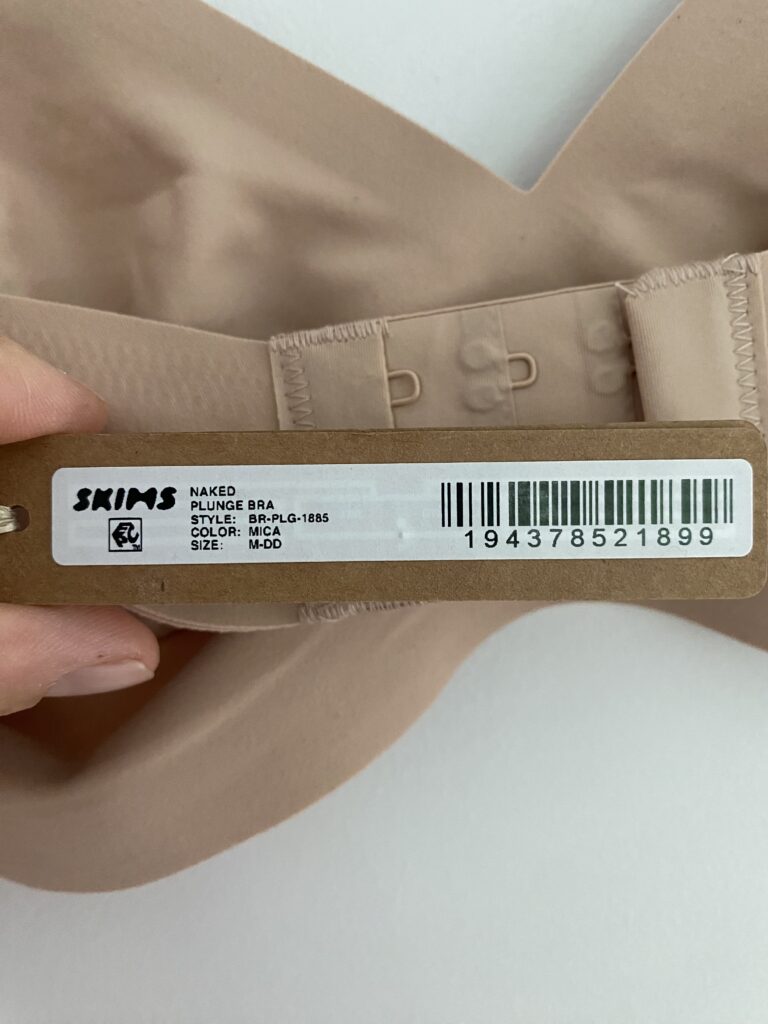 SKIMS
NAKED
PLUNGE BRA
STYLE: BR-PLG-1885
COLOR: MICA
SIZE: M-DD
194378521899